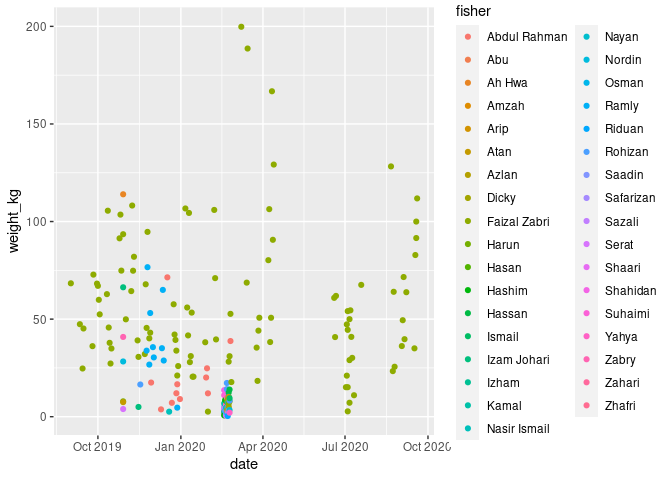 fisher
200
150
100
50
0
weight_kg
Oct 2019
Jan 2020
Apr 2020
Jul 2020
Oct 2020
date
Abdul Rahman
Abu
Ah Hwa
Amzah
Arip
Atan
Azlan
Dicky
Faizal Zabri
Harun
Hasan
Hashim
Hassan
Ismail
Izam Johari
Izham
Kamal
Nasir Ismail
Nayan
Nordin
Osman
Ramly
Riduan
Rohizan
Saadin
Safarizan
Sazali
Serat
Shaari
Shahidan
Suhaimi
Yahya
Zabry
Zahari
Zhafri